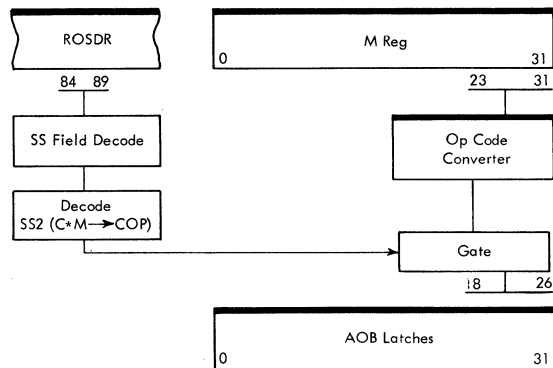 ROSDR
M Reg
0 31
84 89
23 31
SS Field Decode
Op Code
Converter
Decode
SS2 (C*M→COP)
Gate
18 26
AOB Latches
0 31